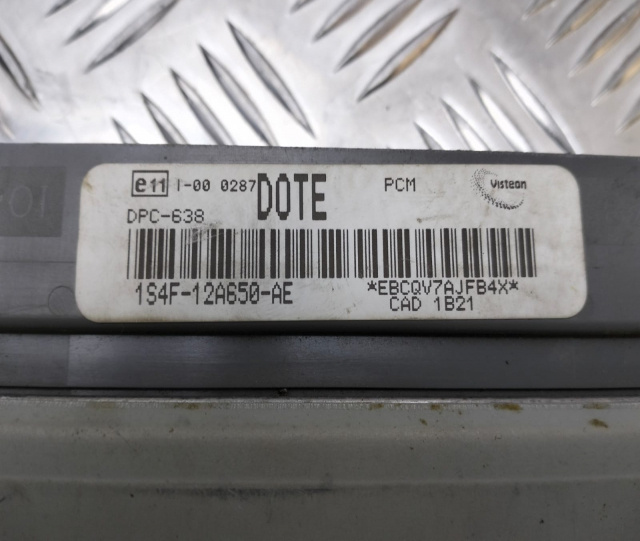 e11 I-00 0287 DOTE PCM Visteon
DPC-638
1S4F-12A650-AE *EBCQV7AJFB4X*
CAD 1B21